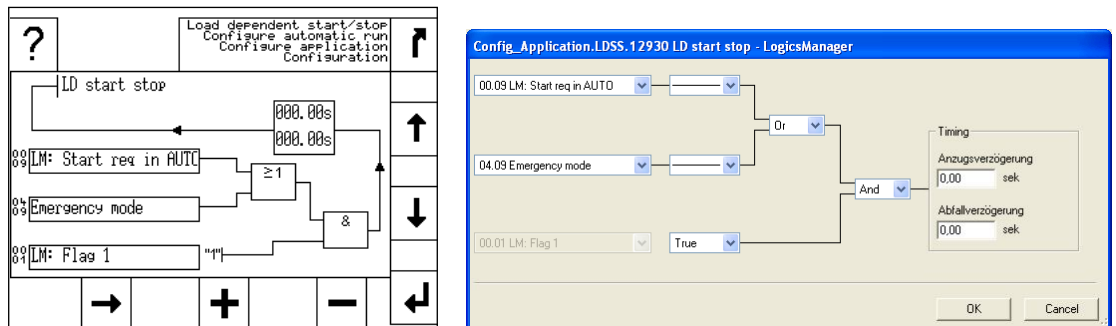 ?
Load dependent start/stop
Configure automatic run
Configure application
Configuration
LD start stop
000.00s
000.00s
00
09
LM: Start req in AUTO
≥1
04
09
Emergency mode
&
00
01
LM: Flag 1
"1"
+
−
Config_Application.LDSS.12930 LD start stop - LogicsManager
00.09 LM: Start req in AUTO
Or
Timing
04.09 Emergency mode
Anzugsverzögerung
0,00 sek
And
Abfallverzögerung
0,00 sek
00.01 LM: Flag 1
True
OK Cancel